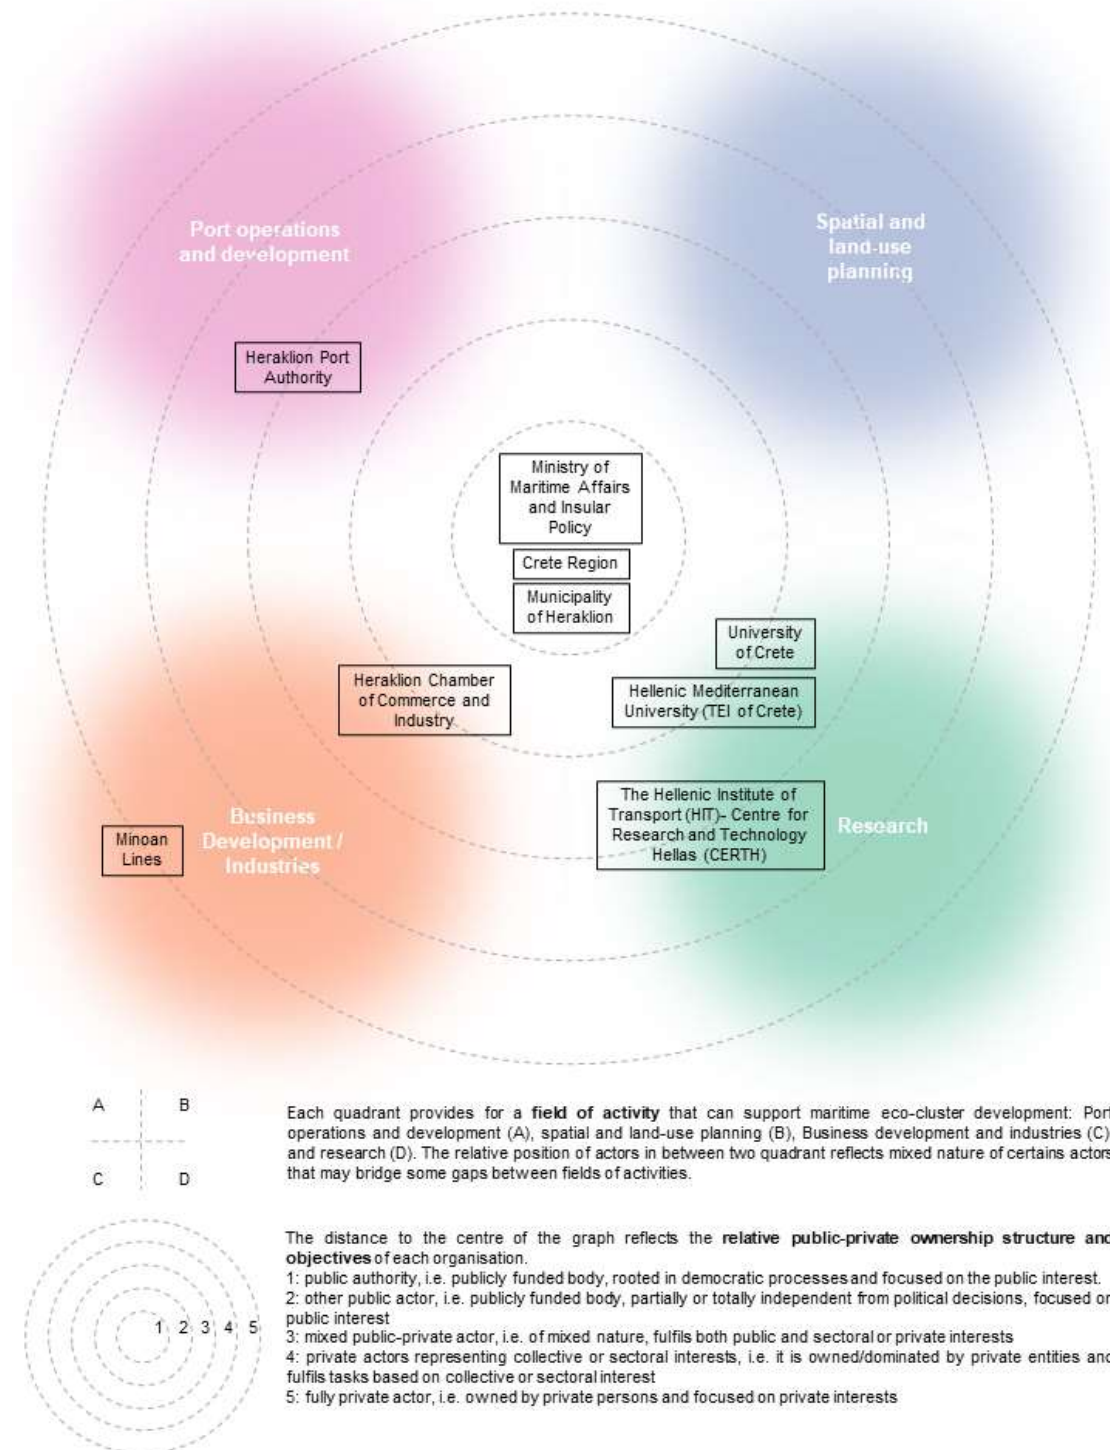 Port operations
and development
Spatial and
land-use
planning
Heraklion Port
Authority
Ministry of
Maritime Affairs
and Insular
Policy
Crete Region
Municipality
of Heraklion
University
of Crete
Heraklion Chamber
of Commerce and
Industry.
Hellenic Mediterranean
University (TEI of Crete)
The Hellenic Institute of
Transport (HIT)- Centre for
Research and Technology
Hellas (CERTH)
Research
Business
Development /
Industries
Minoan
Lines
A B
C D
Each quadrant provides for a field of activity that can support maritime eco-cluster development: Port
operations and development (A), spatial and land-use planning (B), Business development and industries (C)
and research (D). The relative position of actors in between two quadrant reflects mixed nature of certains actors
that may bridge some gaps between fields of activities.
The distance to the centre of the graph reflects the relative public-private ownership structure and
objectives of each organisation.
1: public authority, i.e. publicly funded body, rooted in democratic processes and focused on the public interest.
2: other public actor, i.e. publicly funded body, partially or totally independent from political decisions, focused on
public interest
3: mixed public-private actor, i.e. of mixed nature, fulfils both public and sectoral or private interests
4: private actors representing collective or sectoral interests, i.e. it is owned/dominated by private entities and
fulfils tasks based on collective or sectoral interest
5: fully private actor, i.e. owned by private persons and focused on private interests
1 2 3 4 5